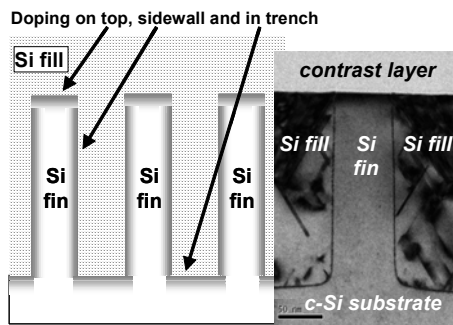 Doping on top, sidewall and in trench
Si fill
Si
fin
Si
fin
Si
fin
contrast layer
Si fill
Si
fin
Si fill
c-Si substrate
50 nm